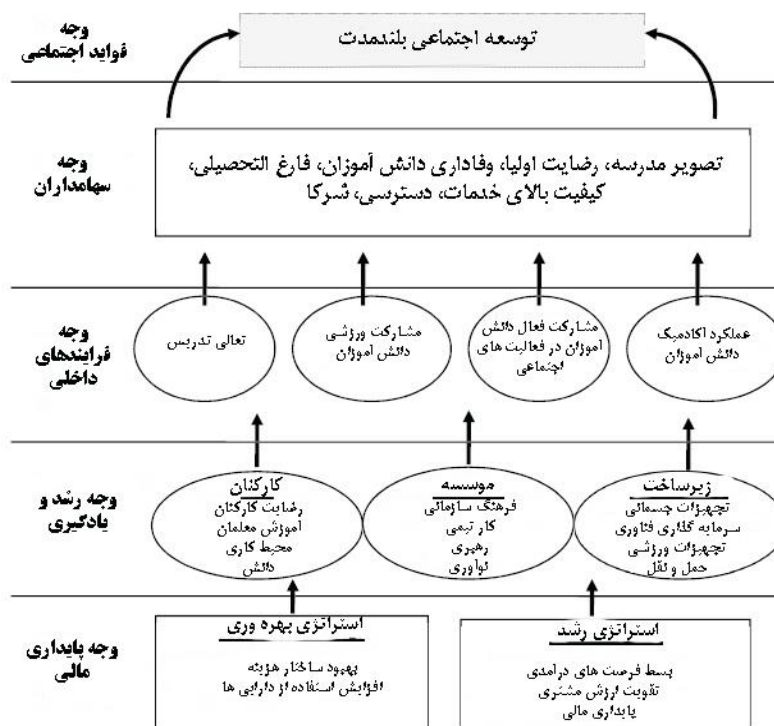 وجه
فواید اجتماعی
توسعه اجتماعی بلندمدت
وجه
سهامداران
تصویر مدرسه، رضایت اولیا، وفاداری دانش آموزان، فارغ التحصیلی،
کیفیت بالای خدمات، دسترسی، شرکا
وجه
فرایندهای
داخلی
عملکرد آکادمیک
دانش آموزان
مشارکت فعال دانش
آموزان در فعالیت های
اجتماعی
مشارکت ورزشی
دانش آموزان
تعالی تدریس
وجه رشد و
یادگیری
زیرساخت
تجهیزات جسمانی
سرمایه گذاری فناوری
تجهیزات ورزشی
حمل و نقل
موسسه
فرهنگ سازمانی
کار تیمی
رهبری
نوآوری
کارکنان
رضایت کارکنان
آموزش معلمان
محیط کاری
دانش
وجه پایداری
مالی
استراتژی رشد
بسط فرصت های درآمدی
تقویت ارزش مشتری
پایداری مالی
استراتژی بهره وری
بهبود ساختار هزینه
افزایش استفاده از دارایی ها